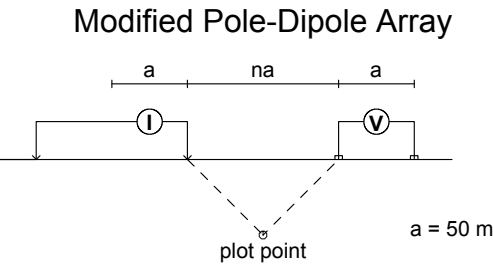 Modified Pole-Dipole Array
a na a
I V
a = 50 m
plot point